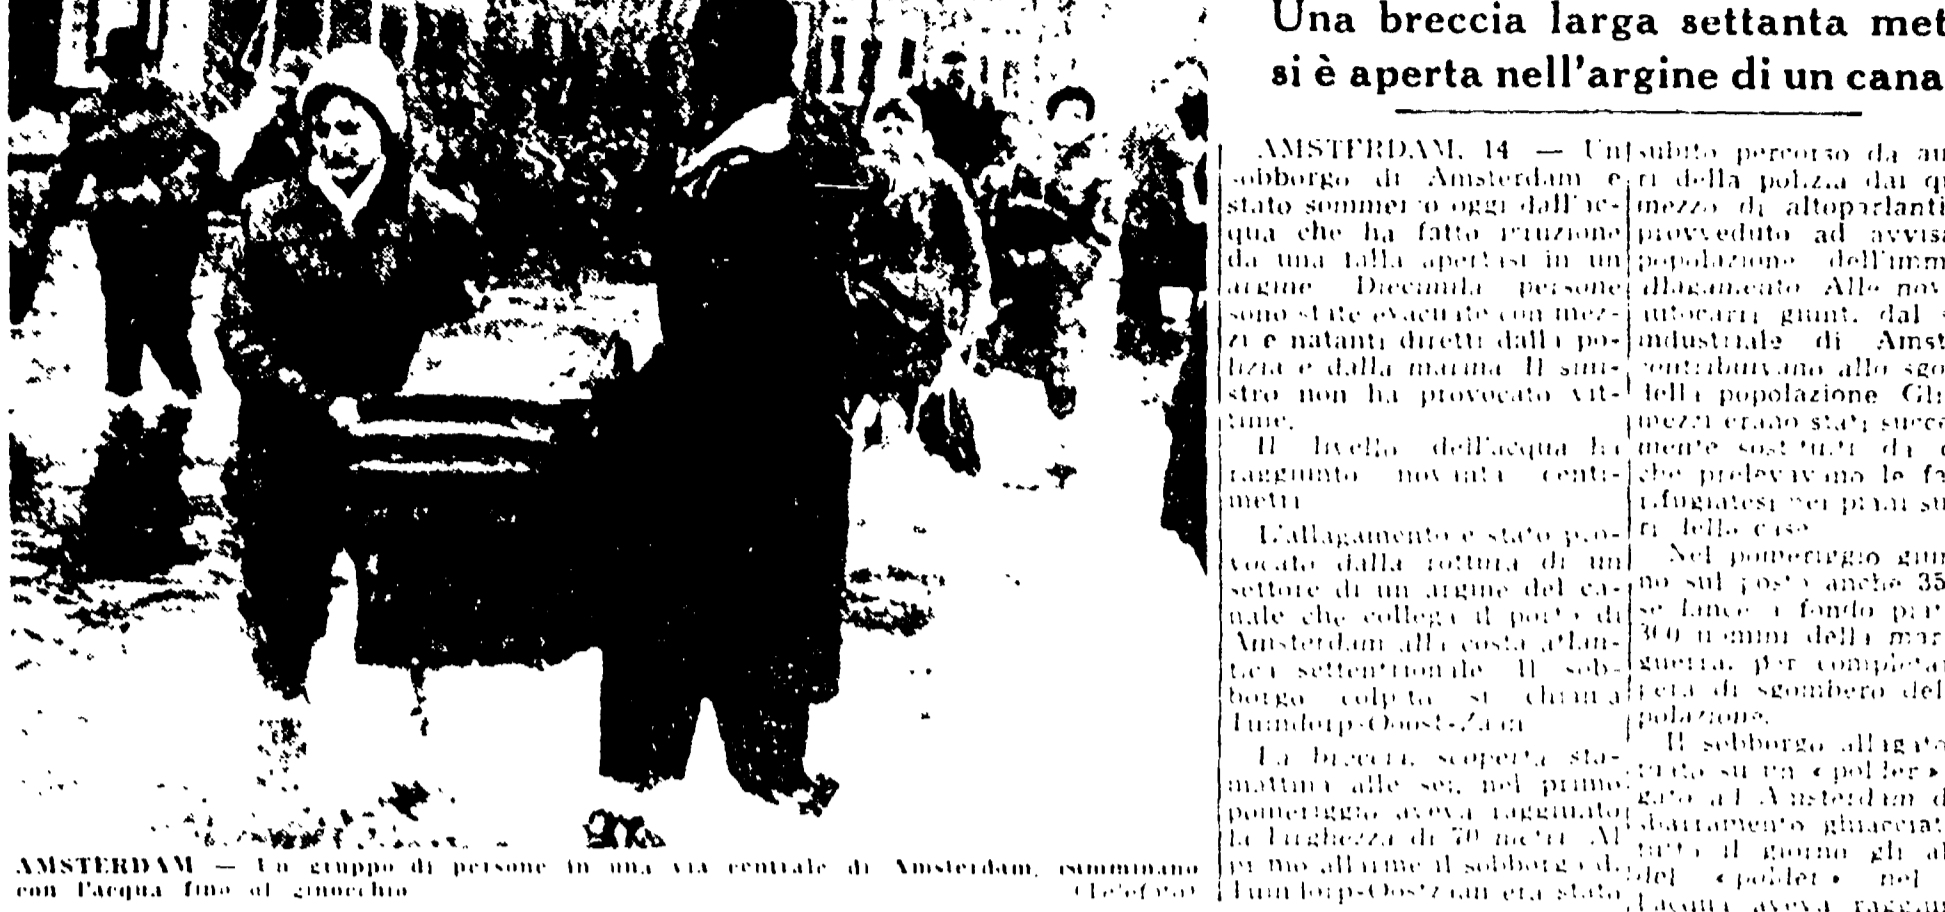 Una breccia larga settanta met
si è aperta nell'argine di un cana
AMSTERDAM, 14 — Un
sobborgo di Amsterdam e
stato sommerso oggi dall'ac-
qua che ha fatto irruzione
da una falla apertasi in un
argine Diecimila persone
sono state evacuate con mez-
zi e natanti diretti dalla po-
lizia e dalla marina Il sini-
stro non ha provocato vit-
time.
Il livello dell'acqua ha
raggiunto novanta centi-
metri
L'allagamento e stato pro-
vocato dalla rottura di un
settore di un argine del ca-
nale che collega il porto di
Amsterdam alla costa atlan-
tica settentrionale Il sob-
borgo colpito si chiama
Tuindorp-Oost-Zaan
La breccia, scoperta sta-
mattina alle sei, nel primo
pomeriggio aveva raggiunto
la larghezza di 70 metri Al
primo allarme il sobborgo di
Tuindorp-Oostzaan era stato
subito percorso da au
ri della polizia dai qu
mezzo di altoparlanti
provveduto ad avvisa
popolazione dell'imm
allagamento Alle nov
autocarri giunti dal
industriale di Amst
contribuivano allo sgo
della popolazione Gli
mezzi erano stati succe
mente sostituiti da
che prelevavano le fa
rifugiatesi nei piani su
ri delle case
Nel pomeriggio giun
no sul posto anche 35
se lance a fondo piat
300 uomini della mar
guerra, per completa
pera di sgombero del
polazione.
Il sobborgo allagato
su un «polder»
ad Amsterdam d
sbarramento ghiacciat
tutto il giorno gli a
del «polder» nel
l'acqua aveva raggiun
AMSTERDAM — Un gruppo di persone in una via centrale di Amsterdam, camminano
con l'acqua fino al ginocchio (Telefoto)